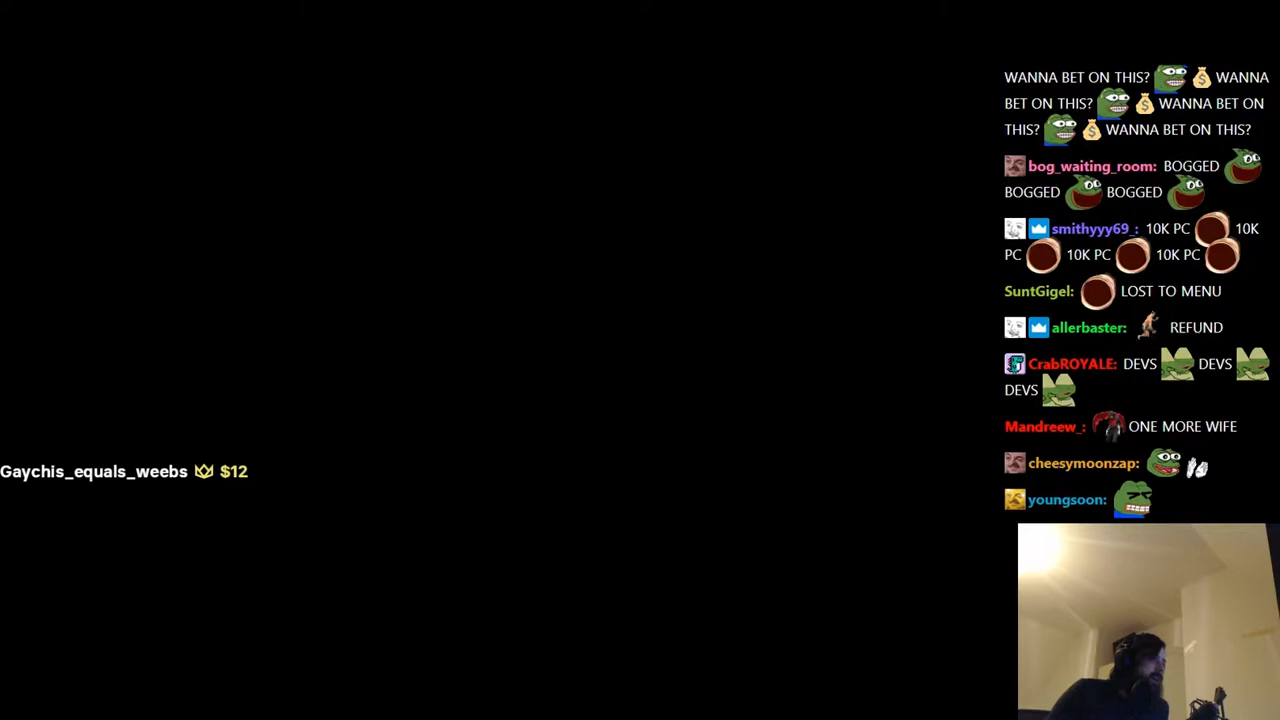 WANNA BET ON THIS? WANNA
BET ON THIS? WANNA BET ON
THIS? WANNA BET ON THIS?
bog_waiting_room: BOGGED
BOGGED BOGGED
smithyyy69_: 10K PC 10K
PC 10K PC 10K PC
SuntGigel: LOST TO MENU
allerbaster: REFUND
CrabROYALE: DEVS DEVS
DEVS
Mandreew_: ONE MORE WIFE
cheesymoonzap:
Gaychis_equals_weebs $12
youngsoon: